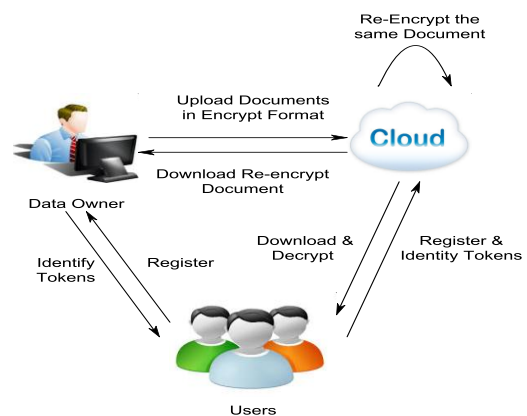 Re-Encrypt the
same Document
Upload Documents
in Encrypt Format
Cloud
Download Re-encrypt
Document
Data Owner
Identify
Tokens
Register
Download &
Decrypt
Register &
Identity Tokens
Users